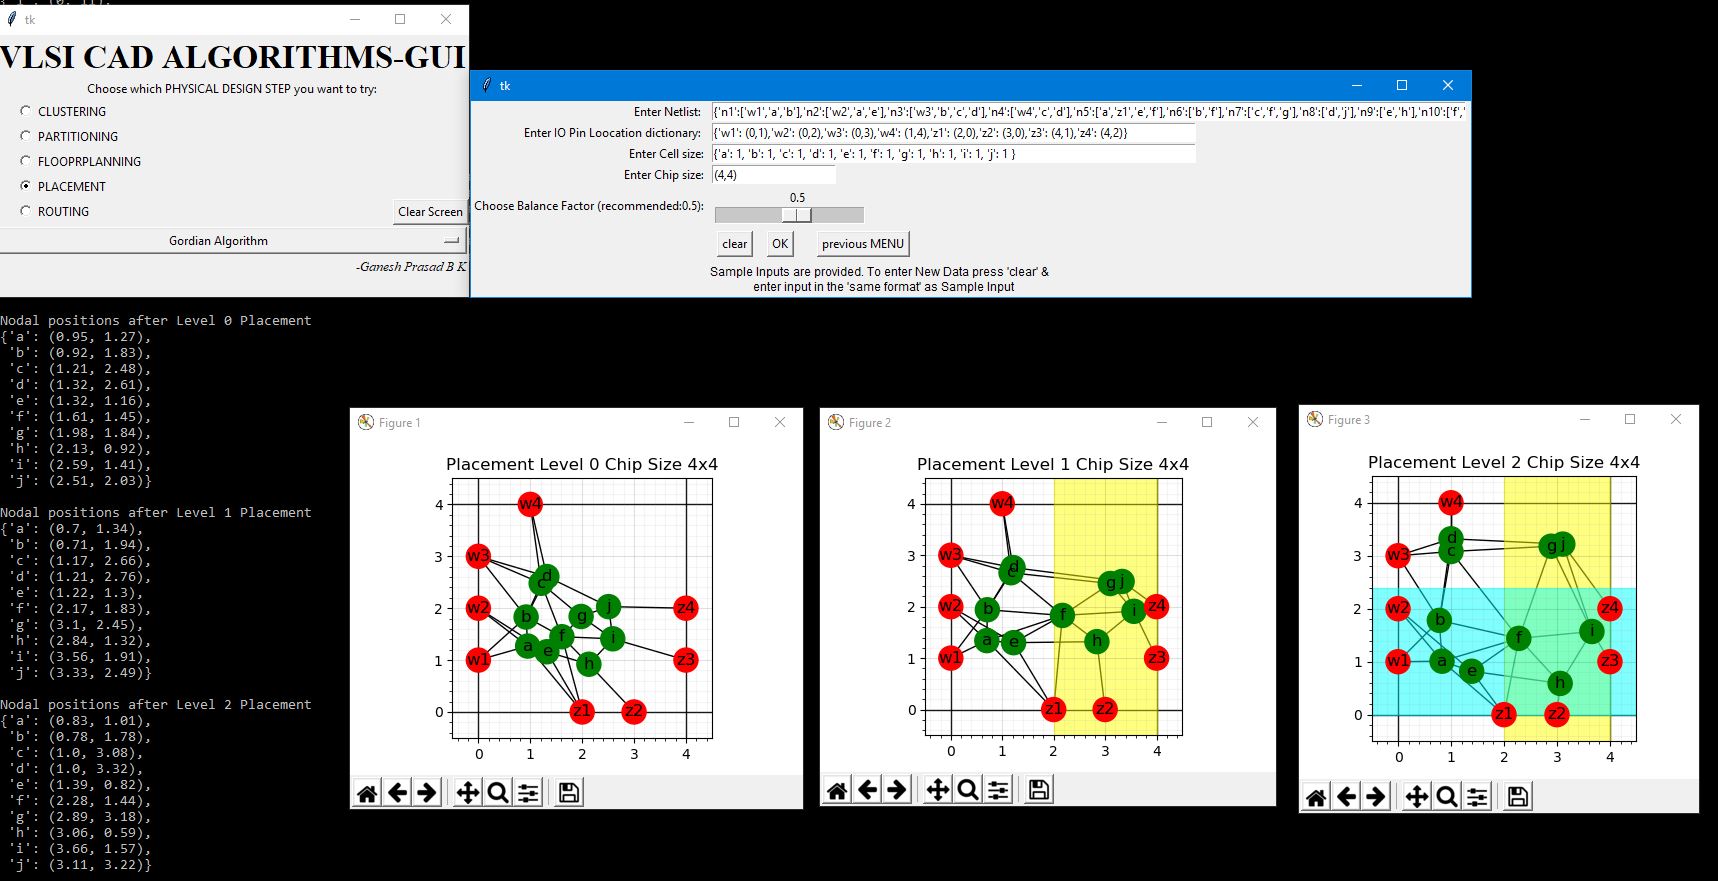 tk
VLSI CAD ALGORITHMS-GUI
Choose which PHYSICAL DESIGN STEP you want to try:
CLUSTERING
PARTITIONING
FLOOPRPLANNING
PLACEMENT
ROUTING
Clear Screen
Gordian Algorithm
-Ganesh Prasad B K
tk
Enter Netlist: {'n1':['w1','a','b'],'n2':['w2','a','e'],'n3':['w3','b','c','d'],'n4':['w4','c','d'],'n5':['a','z1','e','f'],'n6':['b','f'],'n7':['c','f','g'],'n8':['d','j'],'n9':['e','h'],'n10':['f','
Enter IO Pin Loocation dictionary: {'w1': (0,1),'w2': (0,2),'w3': (0,3),'w4': (1,4),'z1': (2,0),'z2': (3,0),'z3': (4,1),'z4': (4,2)}
Enter Cell size: {'a': 1, 'b': 1, 'c': 1, 'd': 1, 'e': 1, 'f': 1, 'g': 1, 'h': 1, 'i': 1, 'j': 1 }
Enter Chip size: (4,4)
0.5
Choose Balance Factor (recommended:0.5):
clear OK previous MENU
Sample Inputs are provided. To enter New Data press 'clear' &
enter input in the 'same format' as Sample Input
Nodal positions after Level 0 Placement
{'a': (0.95, 1.27),
'b': (0.92, 1.83),
'c': (1.21, 2.48),
'd': (1.32, 2.61),
'e': (1.32, 1.16),
'f': (1.61, 1.45),
'g': (1.98, 1.84),
'h': (2.13, 0.92),
'i': (2.59, 1.41),
'j': (2.51, 2.03)}
Nodal positions after Level 1 Placement
{'a': (0.7, 1.34),
'b': (0.71, 1.94),
'c': (1.17, 2.66),
'd': (1.21, 2.76),
'e': (1.22, 1.3),
'f': (2.17, 1.83),
'g': (3.1, 2.45),
'h': (2.84, 1.32),
'i': (3.56, 1.91),
'j': (3.33, 2.49)}
Nodal positions after Level 2 Placement
{'a': (0.83, 1.01),
'b': (0.78, 1.78),
'c': (1.0, 3.08),
'd': (1.0, 3.32),
'e': (1.39, 0.82),
'f': (2.28, 1.44),
'g': (2.89, 3.18),
'h': (3.06, 0.59),
'i': (3.66, 1.57),
'j': (3.11, 3.22)}
Figure 1
Placement Level 0 Chip Size 4x4
4 w4
3 w3 d
c
2 w2 b g j z4
f i
1 w1 a e h z3
0 z1 z2
0 1 2 3 4
Figure 2
Placement Level 1 Chip Size 4x4
4 w4
3 w3 d
c g j
2 w2 b f i z4
1 w1 a e h z3
0 z1 z2
0 1 2 3 4
Figure 3
Placement Level 2 Chip Size 4x4
4 w4
d
3 w3 c g j
2 w2 b z4
f i
1 w1 a e h z3
0 z1 z2
0 1 2 3 4